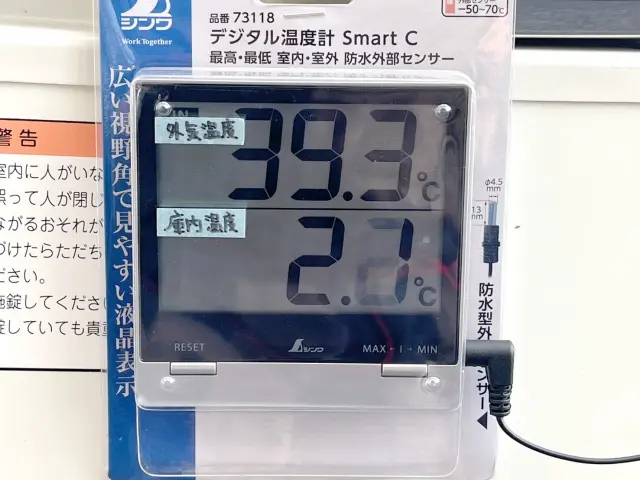 シンワ
Work Together
品番 73118
デジタル温度計 Smart C
最高・最低 室内・室外 防水外部センサー
-50~70℃
広い視野角で見やすい液晶表示
IN
外気温度
39.3℃
庫内温度
2.7℃
RESET
シンワ
MAX ← I → MIN
φ4.5
mm
13
mm
防水型外
ンサー
警告
室内に人がいな
誤って人が閉じ
ながるおそれが
づけたらただち
ださい。
施錠してくださ
錠していても貴重